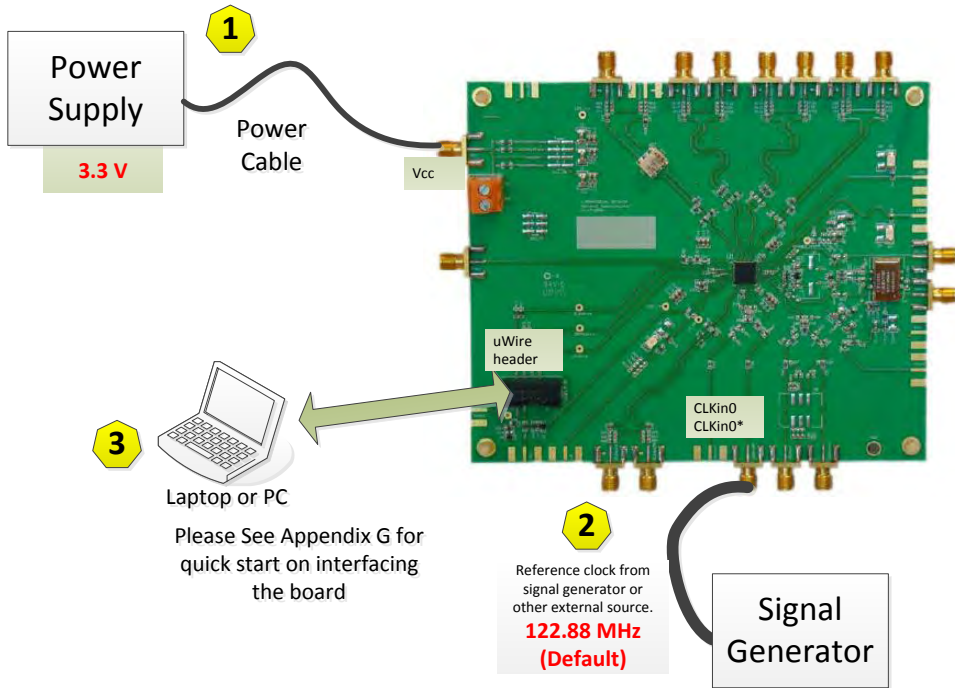 1
Power
Supply
3.3 V
Power
Cable
Vcc
uWire
header
CLKin0
CLKin0*
3
Laptop or PC
Please See Appendix G for
quick start on interfacing
the board
2
Reference clock from
signal generator or
other external source.
122.88 MHz
(Default)
Signal
Generator